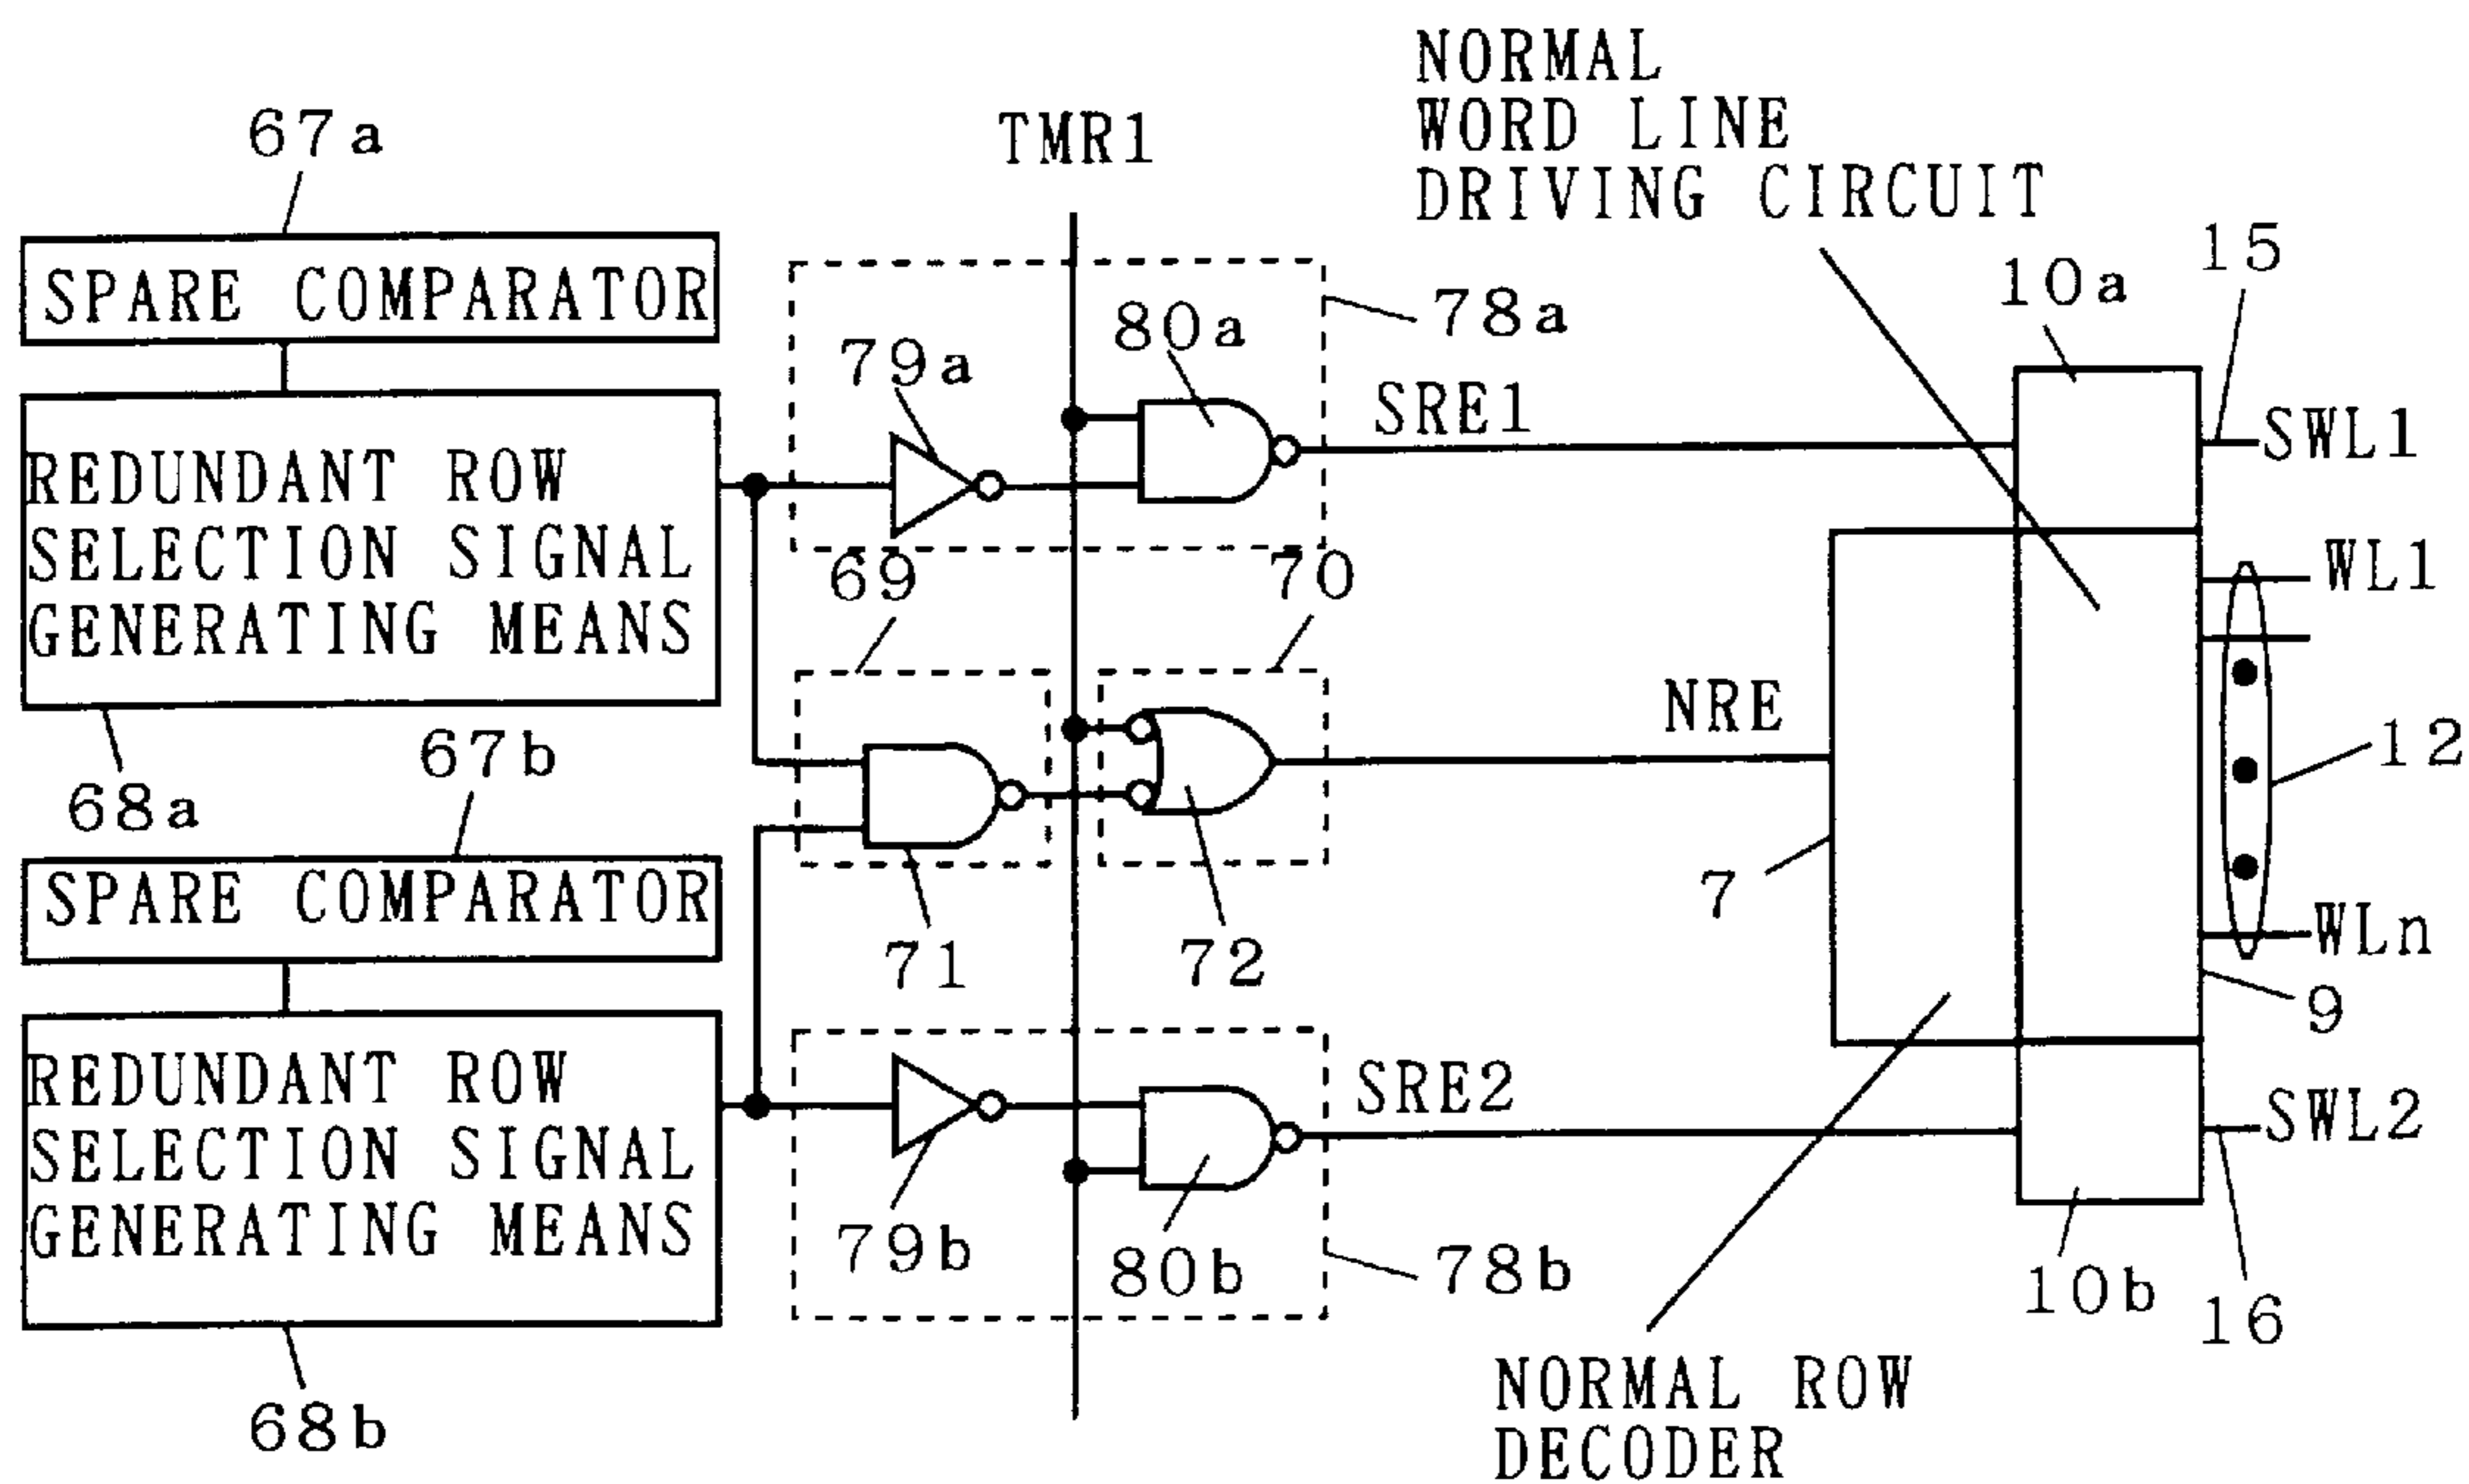 NORMAL
WORD LINE
DRIVING CIRCUIT
67a
TMR1
15
10a
SPARE COMPARATOR
80a
78a
79a
SRE1
SWL1
REDUNDANT ROW
SELECTION SIGNAL
GENERATING MEANS
69
70
WL1
NRE
67b
12
68a
7
SPARE COMPARATOR
71
72
WLn
9
REDUNDANT ROW
SELECTION SIGNAL
GENERATING MEANS
SRE2
SWL2
79b
80b
78b
10b
16
68b
NORMAL ROW
DECODER